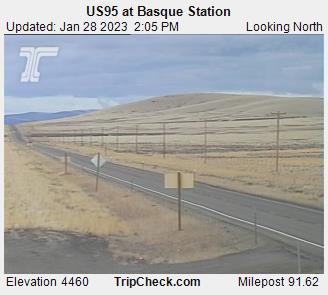 US95 at Basque Station
Updated: Jan 28 2023 2:05 PM Looking North
Elevation 4460 TripCheck.com Milepost 91.62